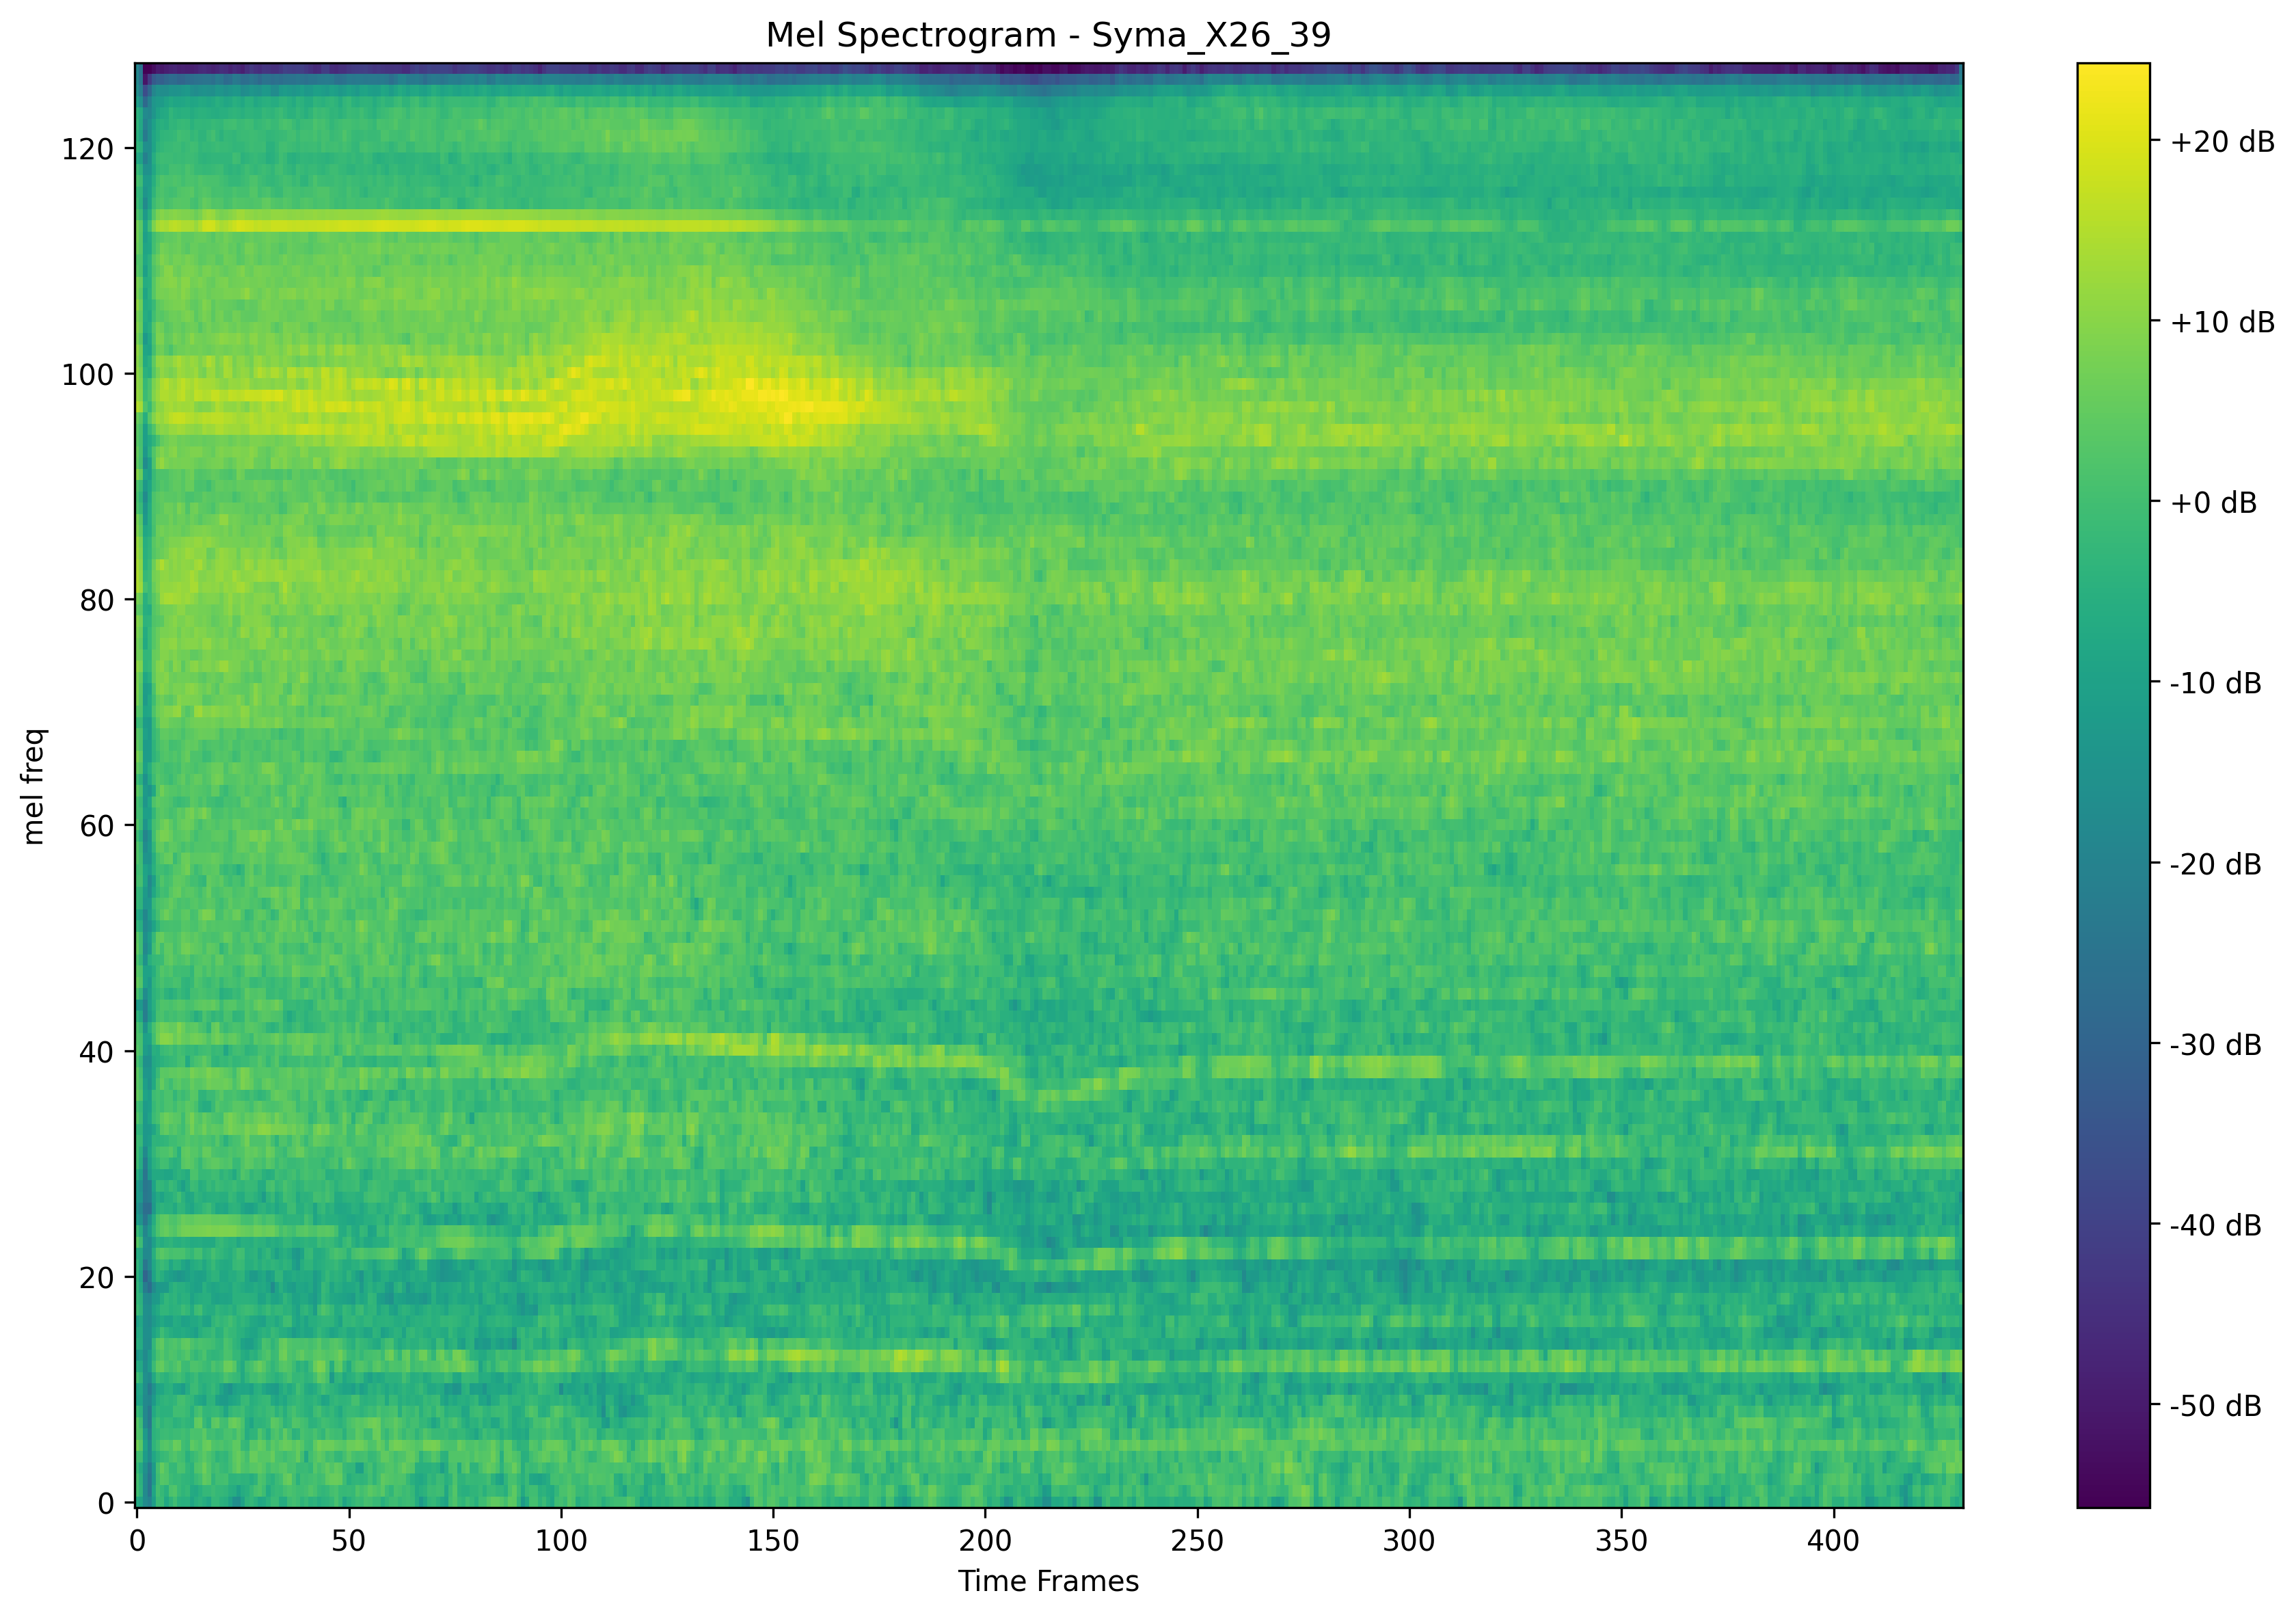 Mel Spectrogram - Syma_X26_39
mel freq
120
100
80
60
40
20
0
0 50 100 150 200 250 300 350 400
Time Frames
+20 dB
+10 dB
+0 dB
-10 dB
-20 dB
-30 dB
-40 dB
-50 dB